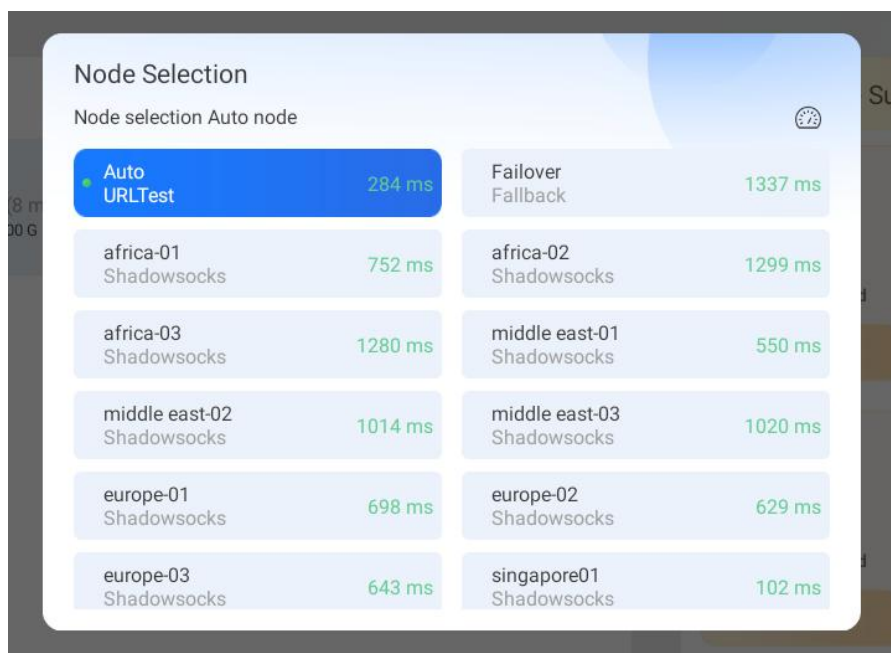 Node Selection
Node selection Auto node
Su
Auto
URLTest
284 ms
Failover
Fallback
1337 ms
(8 m
00 G
africa-01
Shadowsocks
752 ms
africa-02
Shadowsocks
1299 ms
africa-03
Shadowsocks
1280 ms
middle east-01
Shadowsocks
550 ms
middle east-02
Shadowsocks
1014 ms
middle east-03
Shadowsocks
1020 ms
europe-01
Shadowsocks
698 ms
europe-02
Shadowsocks
629 ms
europe-03
Shadowsocks
643 ms
singapore01
Shadowsocks
102 ms